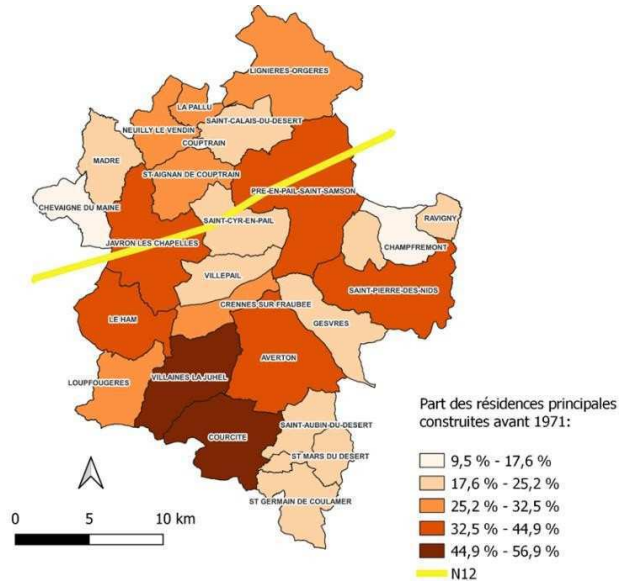 LIGNIERES-ORGERES
LA PALLU
SAINT-CALAIS-DU-DESERT
NEUILLY LE VENDIN
COUPTRAIN
MADRE
ST-AIGNAN DE COUPTRAIN
PRE-EN-PAIL-SAINT-SAMSON
CHEVAIGNE DU MAINE
SAINT-CYR-EN-PAIL
RAVIGNY
JAVRON LES CHAPELLES
CHAMPFREMONT
VILLEPAIL
SAINT-PIERRE-DES-NIDS
CRENNES SUR FRAUBEE
LE HAM
GESVRES
AVERTON
VILLAINES-LA-JUHEL
LOUPFOUGERES
SAINT-AUBIN-DU-DESERT
COURCITE
ST MARS DU DESERT
ST GERMAIN DE COULAMER
0 5 10 km
Part des résidences principales
construites avant 1971:
9,5 % - 17,6 %
17,6 % - 25,2 %
25,2 % - 32,5 %
32,5 % - 44,9 %
44,9 % - 56,9 %
N12